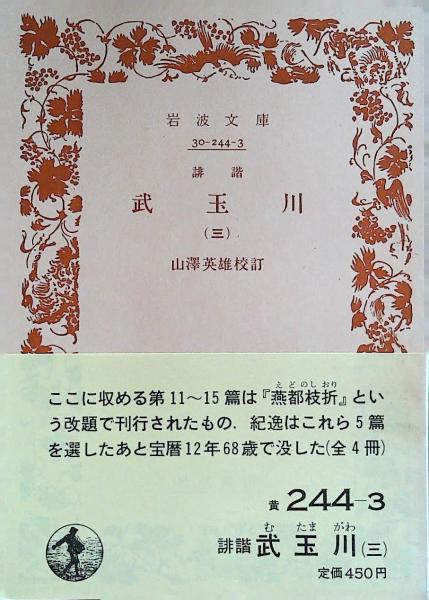 岩波文庫
30-244-3
誹諧
武玉川
(三)
山澤英雄校訂
えどのしおり
ここに収める第11〜15篇は『燕都枝折』とい
う改題で刊行されたもの．紀逸はこれら5篇
を選したあと宝暦12年68歳で没した(全4冊)
黄 244-3
む たま がわ
誹諧 武玉川(三)
定価450円